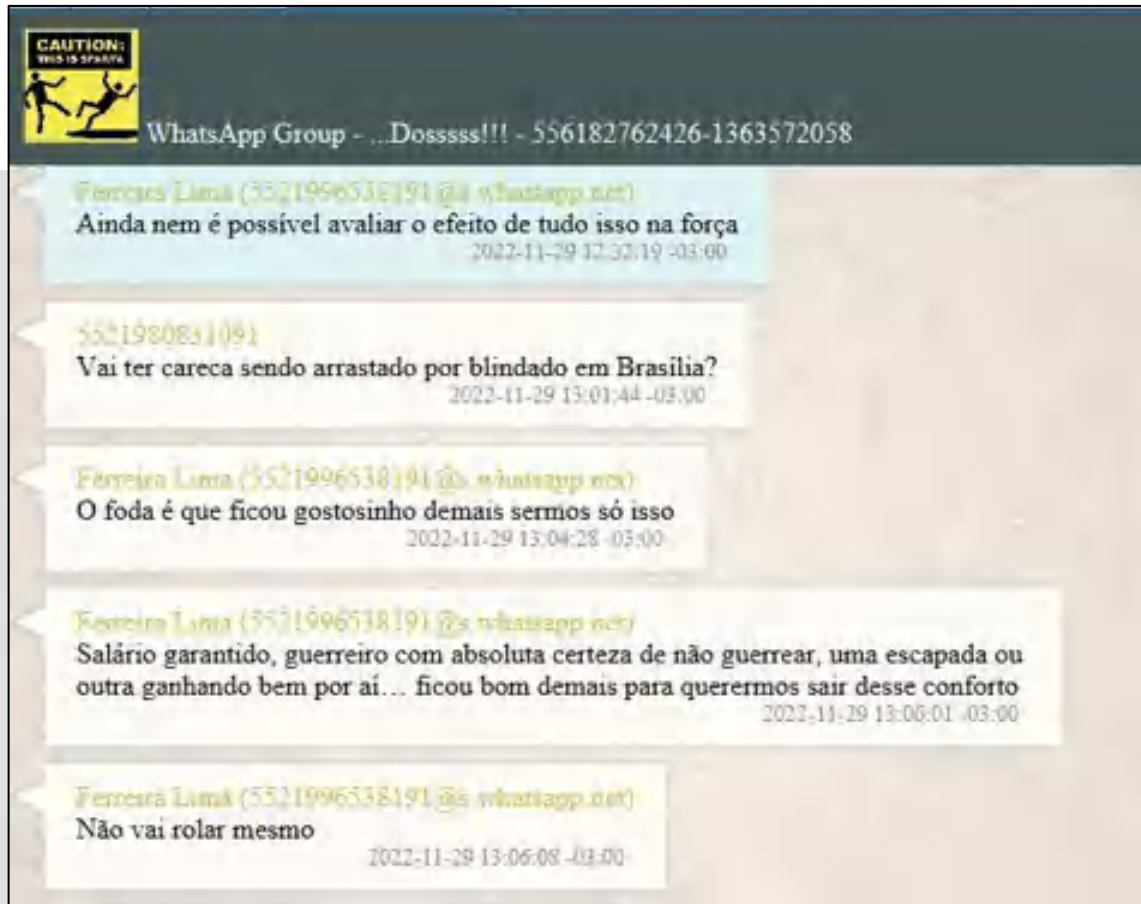 CAUTION:
THIS IS SPARTA
WhatsApp Group - ...Dosssss!!! - 556182762426-1363572058
Ferreira Lima (5521996538191@s.whatsapp.net)
Ainda nem é possível avaliar o efeito de tudo isso na força
2022-11-29 12:32:19 -03:00
5521980831091
Vai ter careca sendo arrastado por blindado em Brasília?
2022-11-29 13:01:44 -03:00
Ferreira Lima (5521996538191@s.whatsapp.net)
O foda é que ficou gostosinho demais sermos só isso
2022-11-29 13:04:28 -03:00
Ferreira Lima (5521996538191@s.whatsapp.net)
Salário garantido, guerreiro com absoluta certeza de não guerrear, uma escapada ou
outra ganhando bem por aí… ficou bom demais para querermos sair desse conforto
2022-11-29 13:06:01 -03:00
Ferreira Lima (5521996538191@s.whatsapp.net)
Não vai rolar mesmo
2022-11-29 13:06:08 -03:00